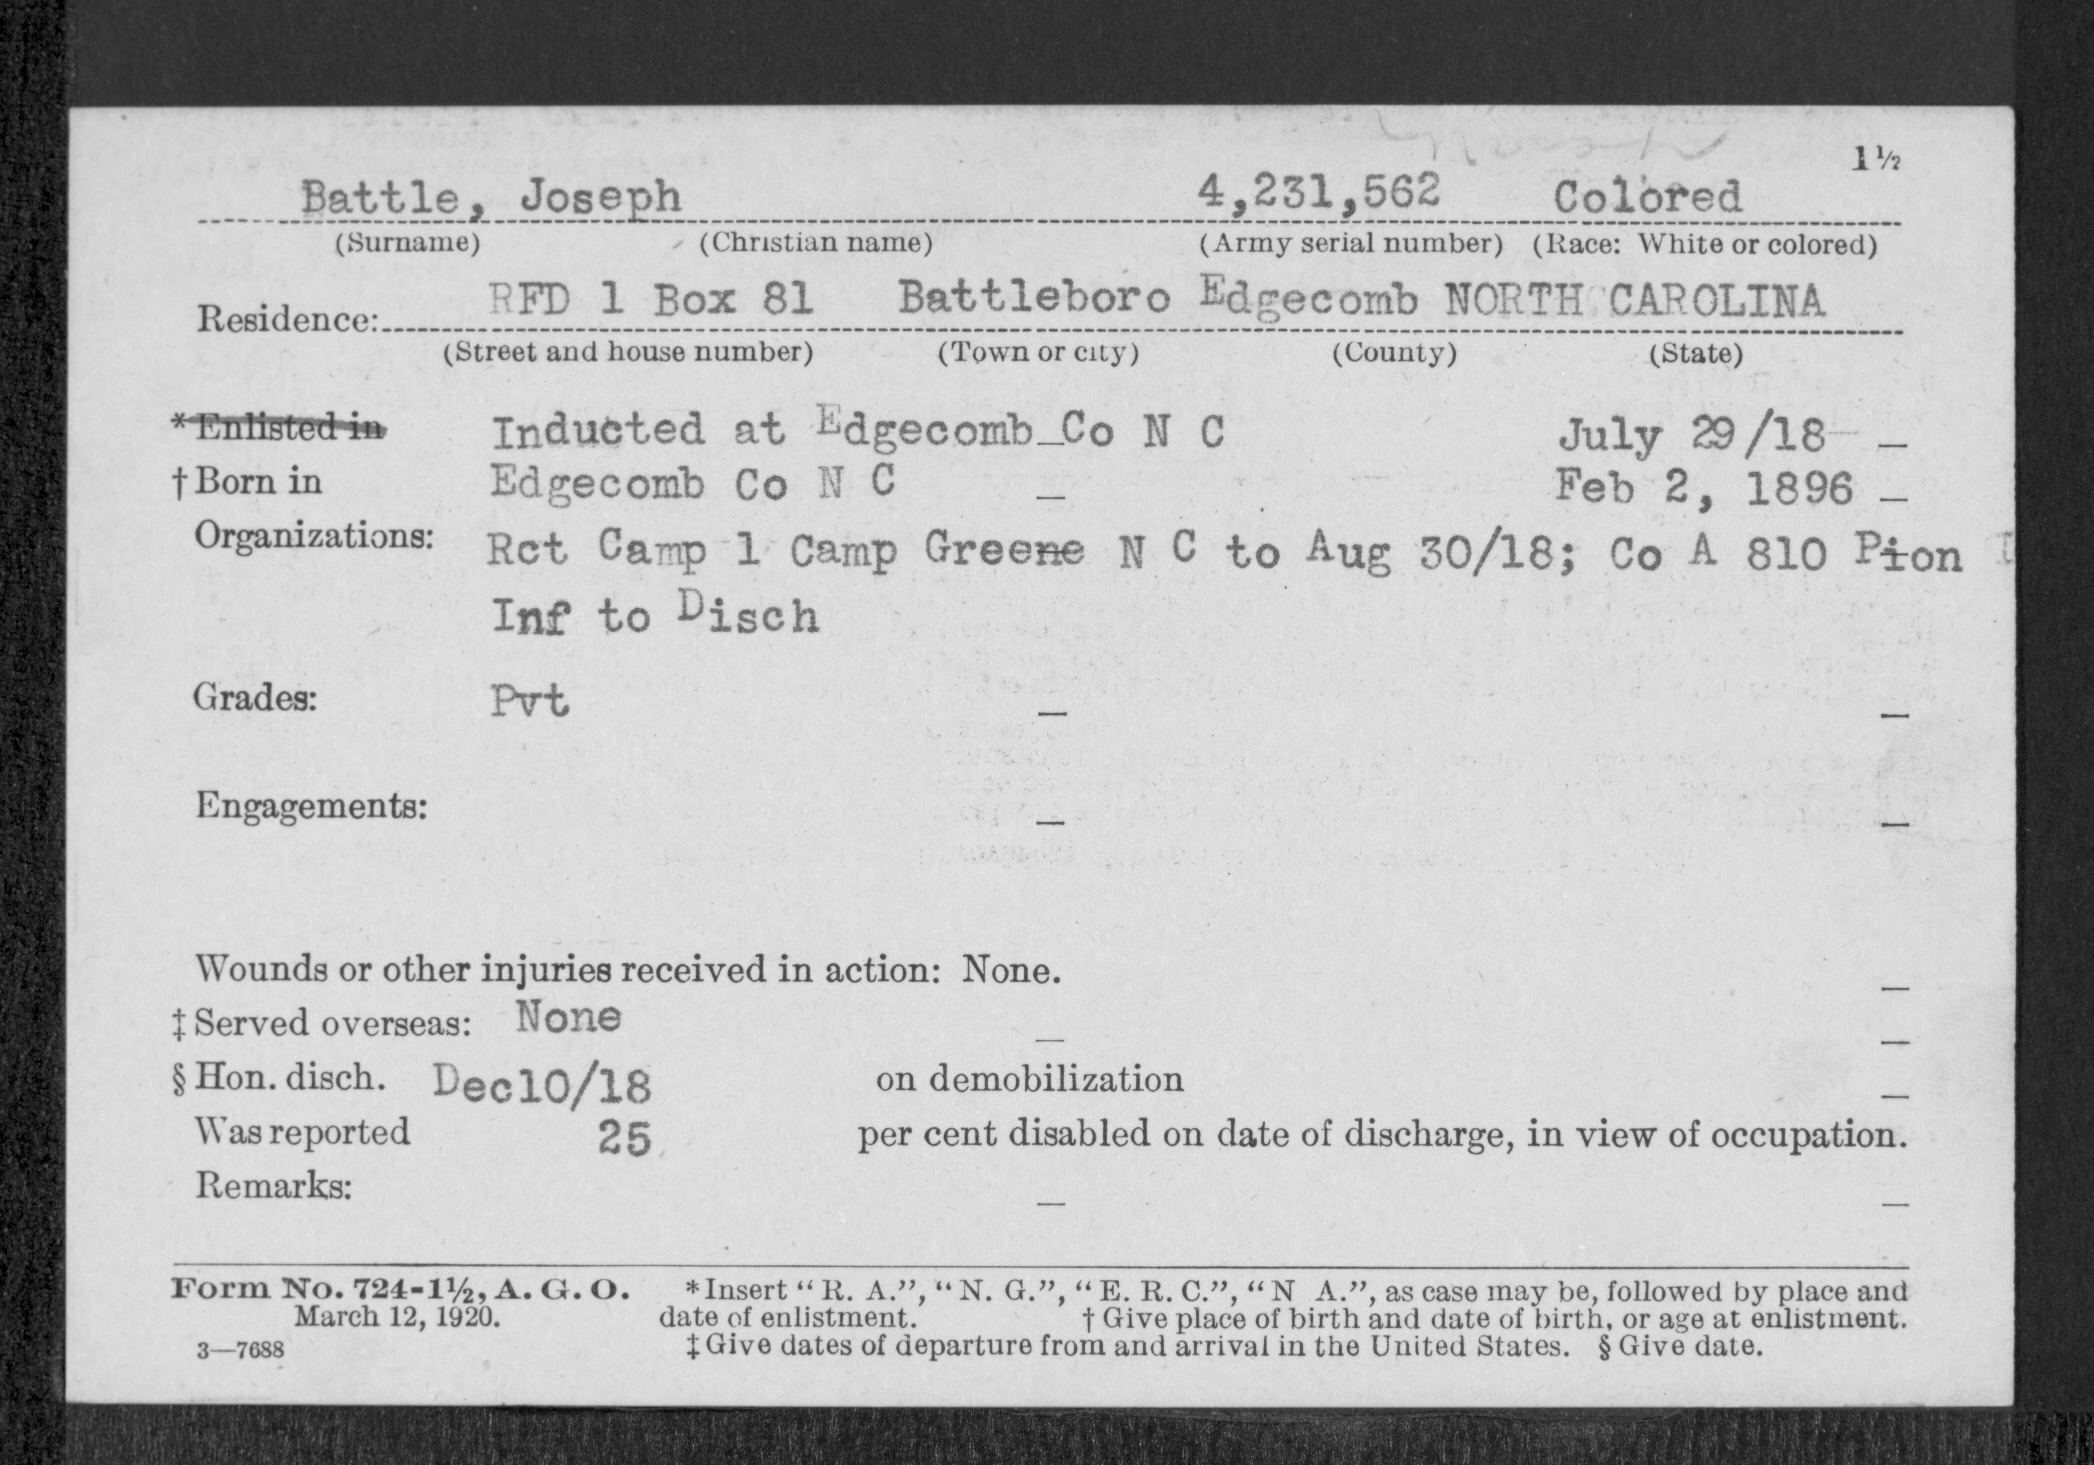 1½
Battle, Joseph 4,231,562 Colored
(Surname) (Christian name) (Army serial number) (Race: White or colored)
RFD 1 Box 81 Battleboro Edgecomb NORTH CAROLINA
Residence:
(Street and house number) (Town or city) (County) (State)
*Enlisted in Inducted at Edgecomb Co N C July 29/18
†Born in Edgecomb Co N C Feb 2, 1896
Organizations: Rct Camp 1 Camp Greene N C to Aug 30/18; Co A 810 Pion
Inf to Disch
Grades: Pvt
Engagements:
Wounds or other injuries received in action: None.
‡Served overseas: None
§Hon. disch. Dec10/18 on demobilization
Was reported 25 per cent disabled on date of discharge, in view of occupation.
Remarks:
Form No. 724-1½, A. G. O. *Insert "R. A.", "N. G.", "E. R. C.", "N A.", as case may be, followed by place and
March 12, 1920. date of enlistment. †Give place of birth and date of birth, or age at enlistment.
3—7688 ‡Give dates of departure from and arrival in the United States. §Give date.